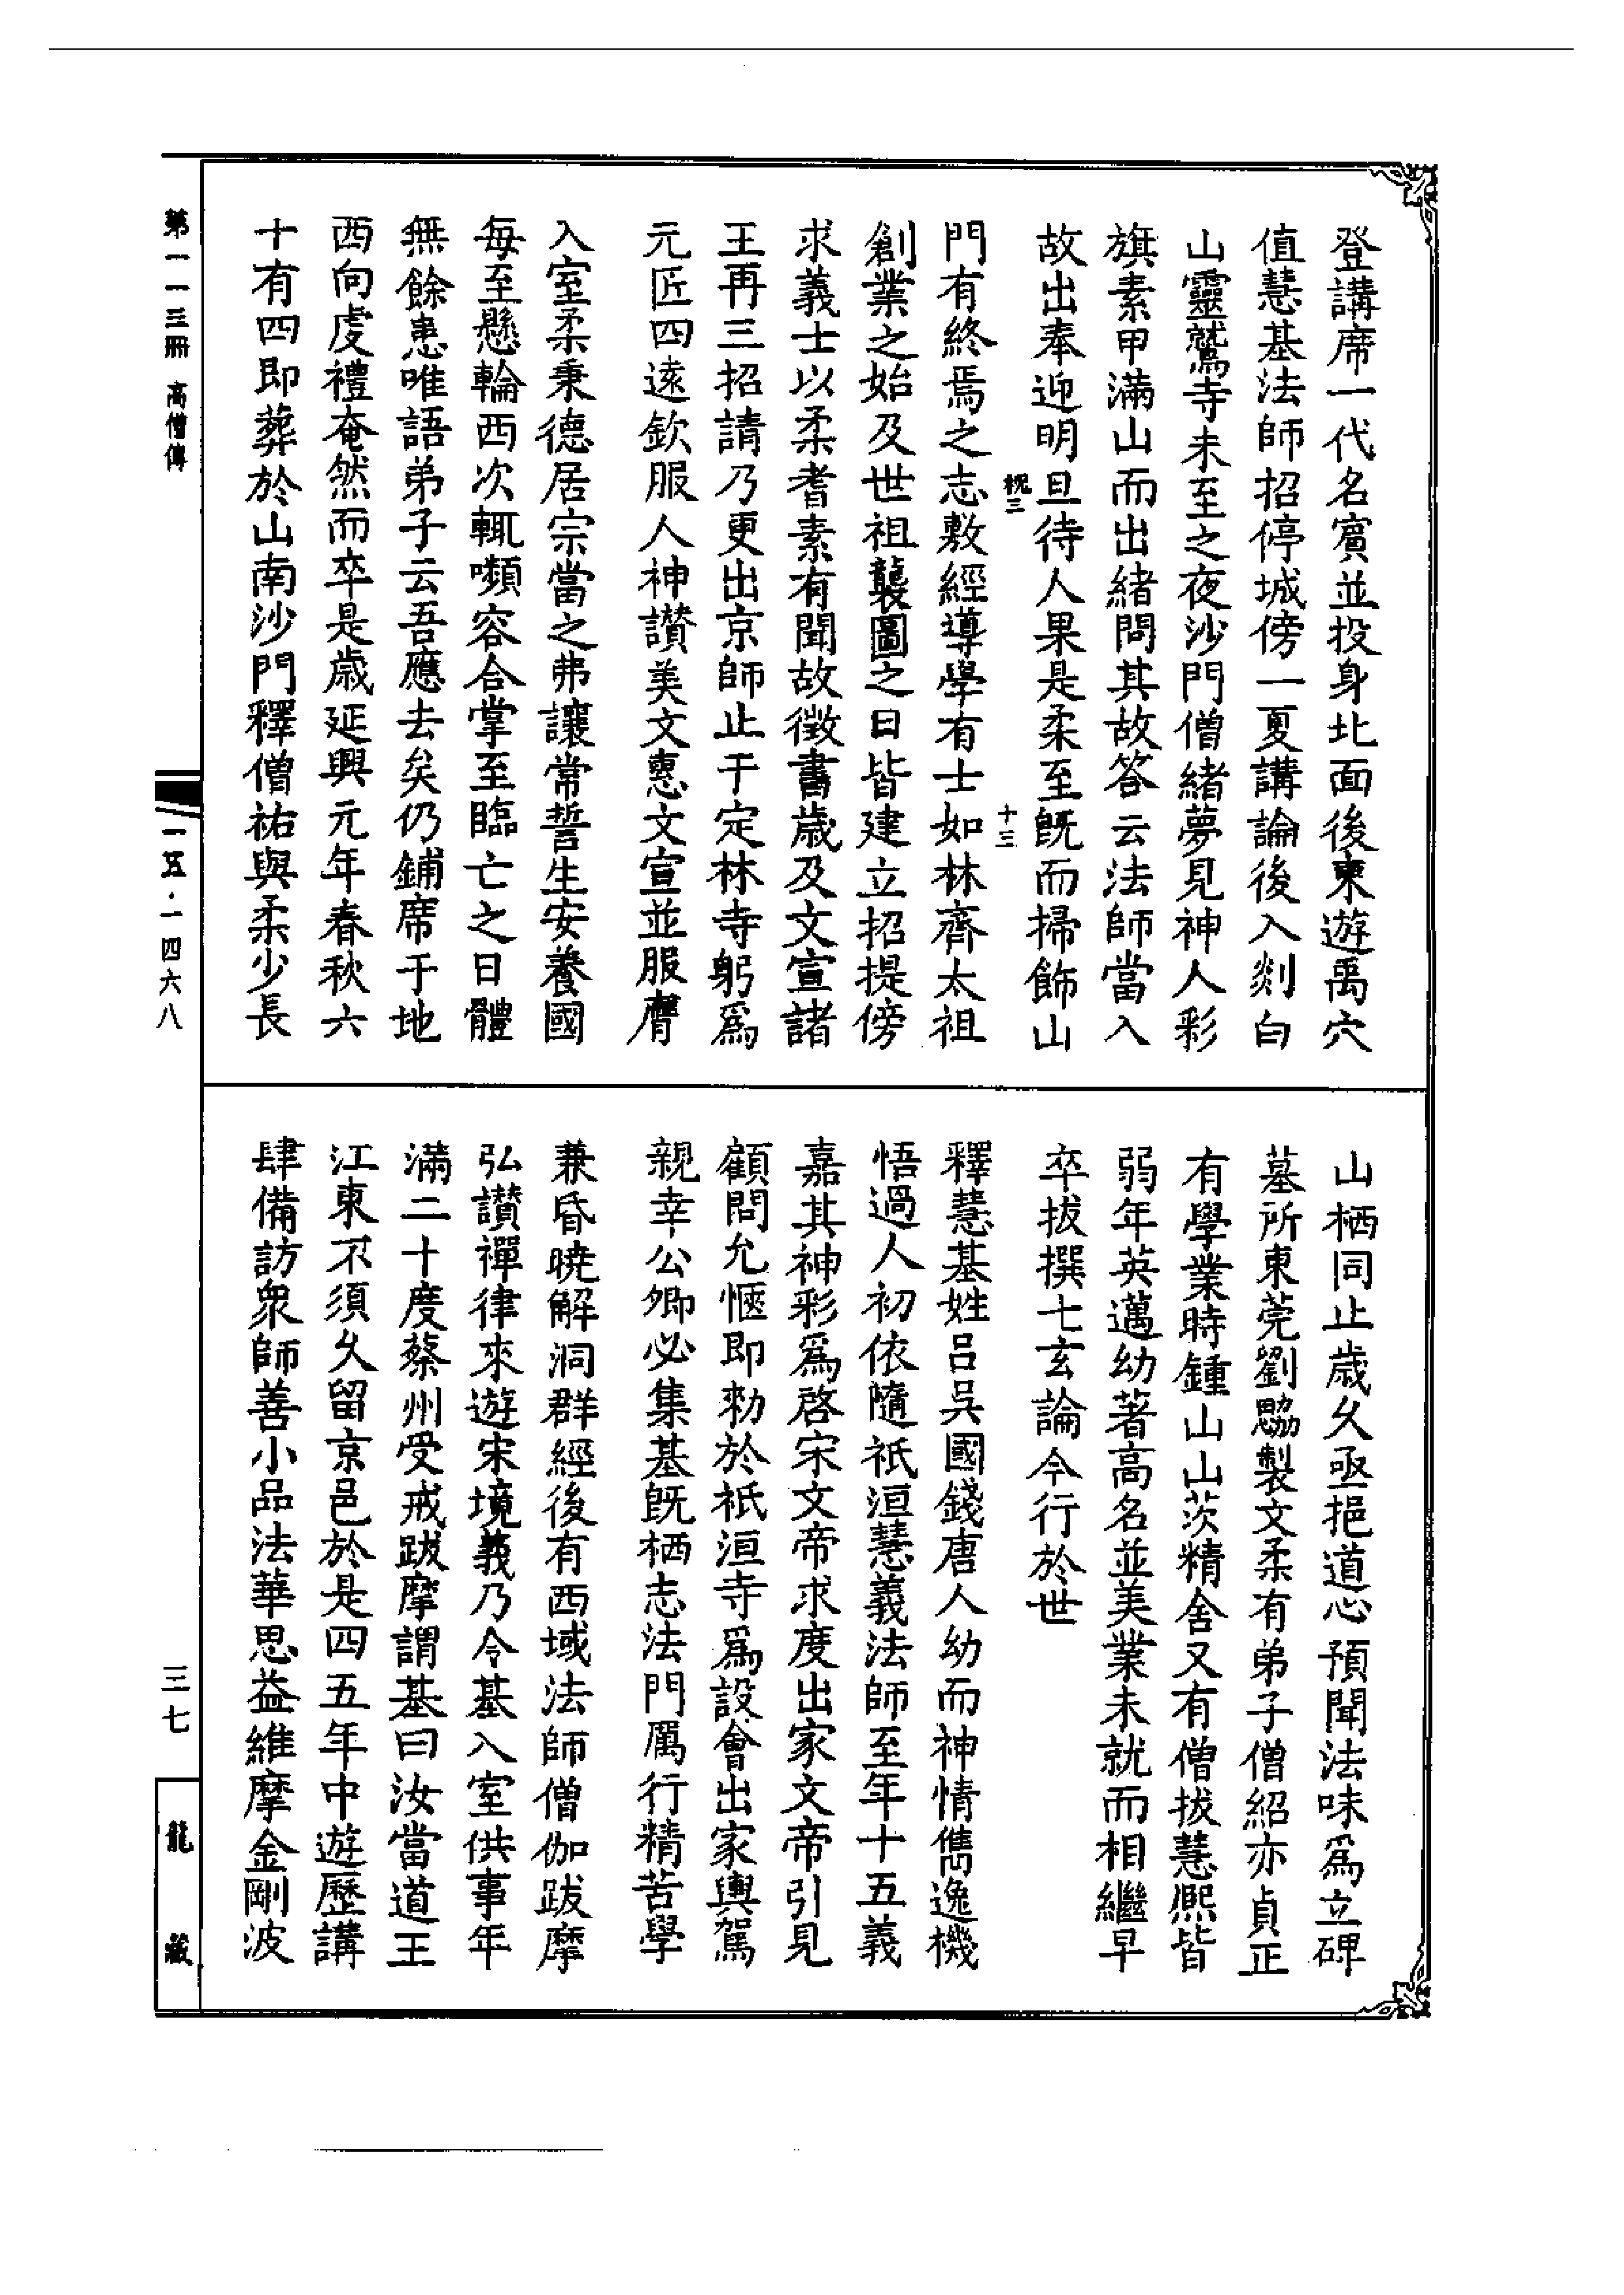 登講席一代名賓並投身北面後東遊禹穴
值慧基法師招停城傍一夏講論後入剡白
山靈鷲寺未至之夜沙門僧緒夢見神人彩
旗素甲滿山而出緒問其故答云法師當入
故出奉迎明旦待人果是柔至既而掃飾山
槐三
十三
門有終焉之志敷經導學有士如林齊太祖
創業之始及世祖襲圖之日皆建立招提傍
求義士以柔耆素有聞故徵書歲及文宣諸
王再三招請乃更出京師止于定林寺躬爲
元匠四遠欽服人神讚美文惠文宣並服膺
入室柔秉德居宗當之弗讓常誓生安養國
每至懸輪西次輒嚬容合掌至臨亡之日體
無餘患唯語弟子云吾應去矣仍鋪席于地
西向虔禮奄然而卒是歲延興元年春秋六
十有四即葬於山南沙門釋僧祐與柔少長
山栖同止歲久亟挹道心預聞法味爲立碑
墓所東莞劉勰製文柔有弟子僧紹亦貞正
有學業時鍾山山茨精舍又有僧拔慧熙皆
弱年英邁幼著高名並美業未就而相繼早
卒拔撰七玄論今行於世
釋慧基姓呂吳國錢唐人幼而神情儁逸機
悟過人初依隨祇洹慧義法師至年十五義
嘉其神彩爲啓宋文帝求度出家文帝引見
顧問允愜即勑於祇洹寺爲設會出家輿駕
親幸公卿必集基既栖志法門厲行精苦學
兼昏曉解洞群經後有西域法師僧伽跋摩
弘讚禪律來遊宋境義乃令基入室供事年
滿二十度蔡州受戒跋摩謂基曰汝當道王
江東不須久留京邑於是四五年中遊歷講
肆備訪衆師善小品法華思益維摩金剛波
第一一三冊 高僧傳
一五·一四六八
三七
龍藏